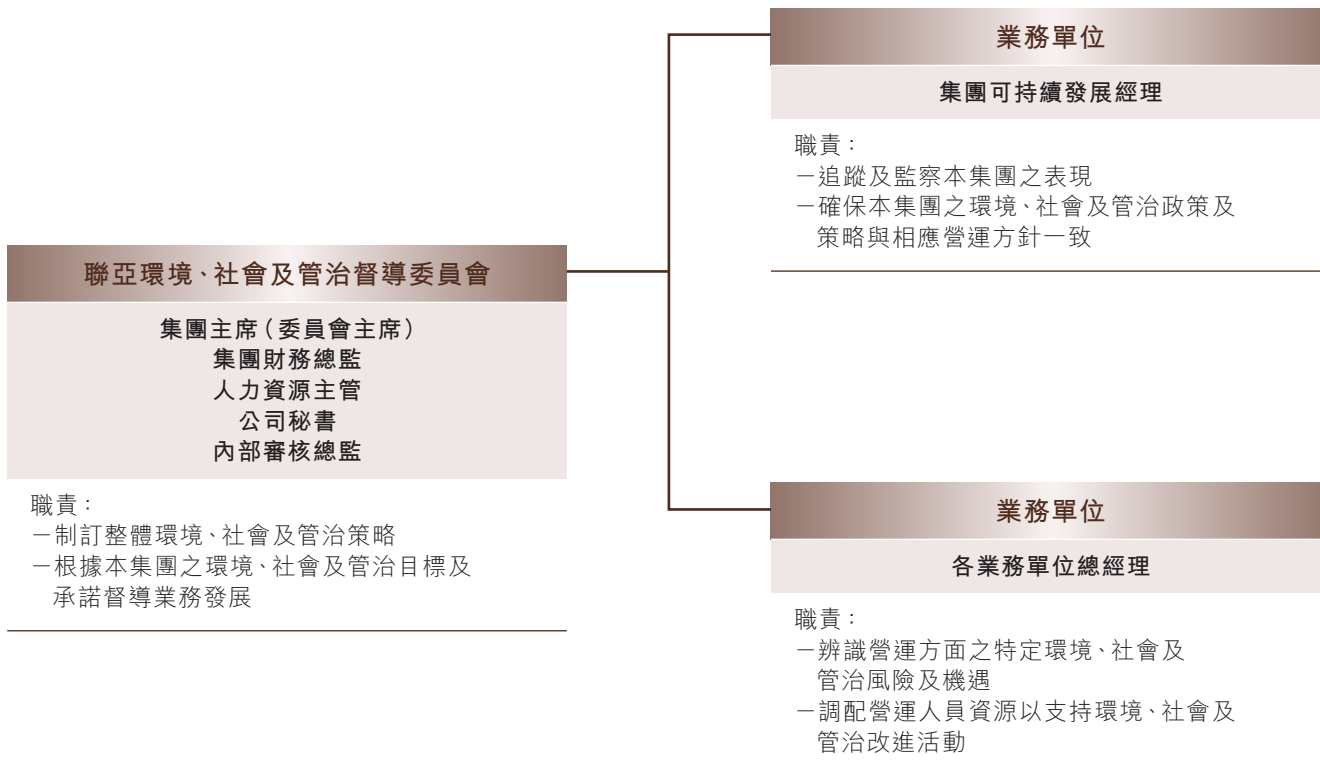 聯亞環境、社會及管治督導委員會
集團主席（委員會主席）
集團財務總監
人力資源主管
公司秘書
內部審核總監
職責：
－制訂整體環境、社會及管治策略
－根據本集團之環境、社會及管治目標及
承諾督導業務發展
業務單位
集團可持續發展經理
職責：
－追蹤及監察本集團之表現
－確保本集團之環境、社會及管治政策及
策略與相應營運方針一致
業務單位
各業務單位總經理
職責：
－辨識營運方面之特定環境、社會及
管治風險及機遇
－調配營運人員資源以支持環境、社會及
管治改進活動